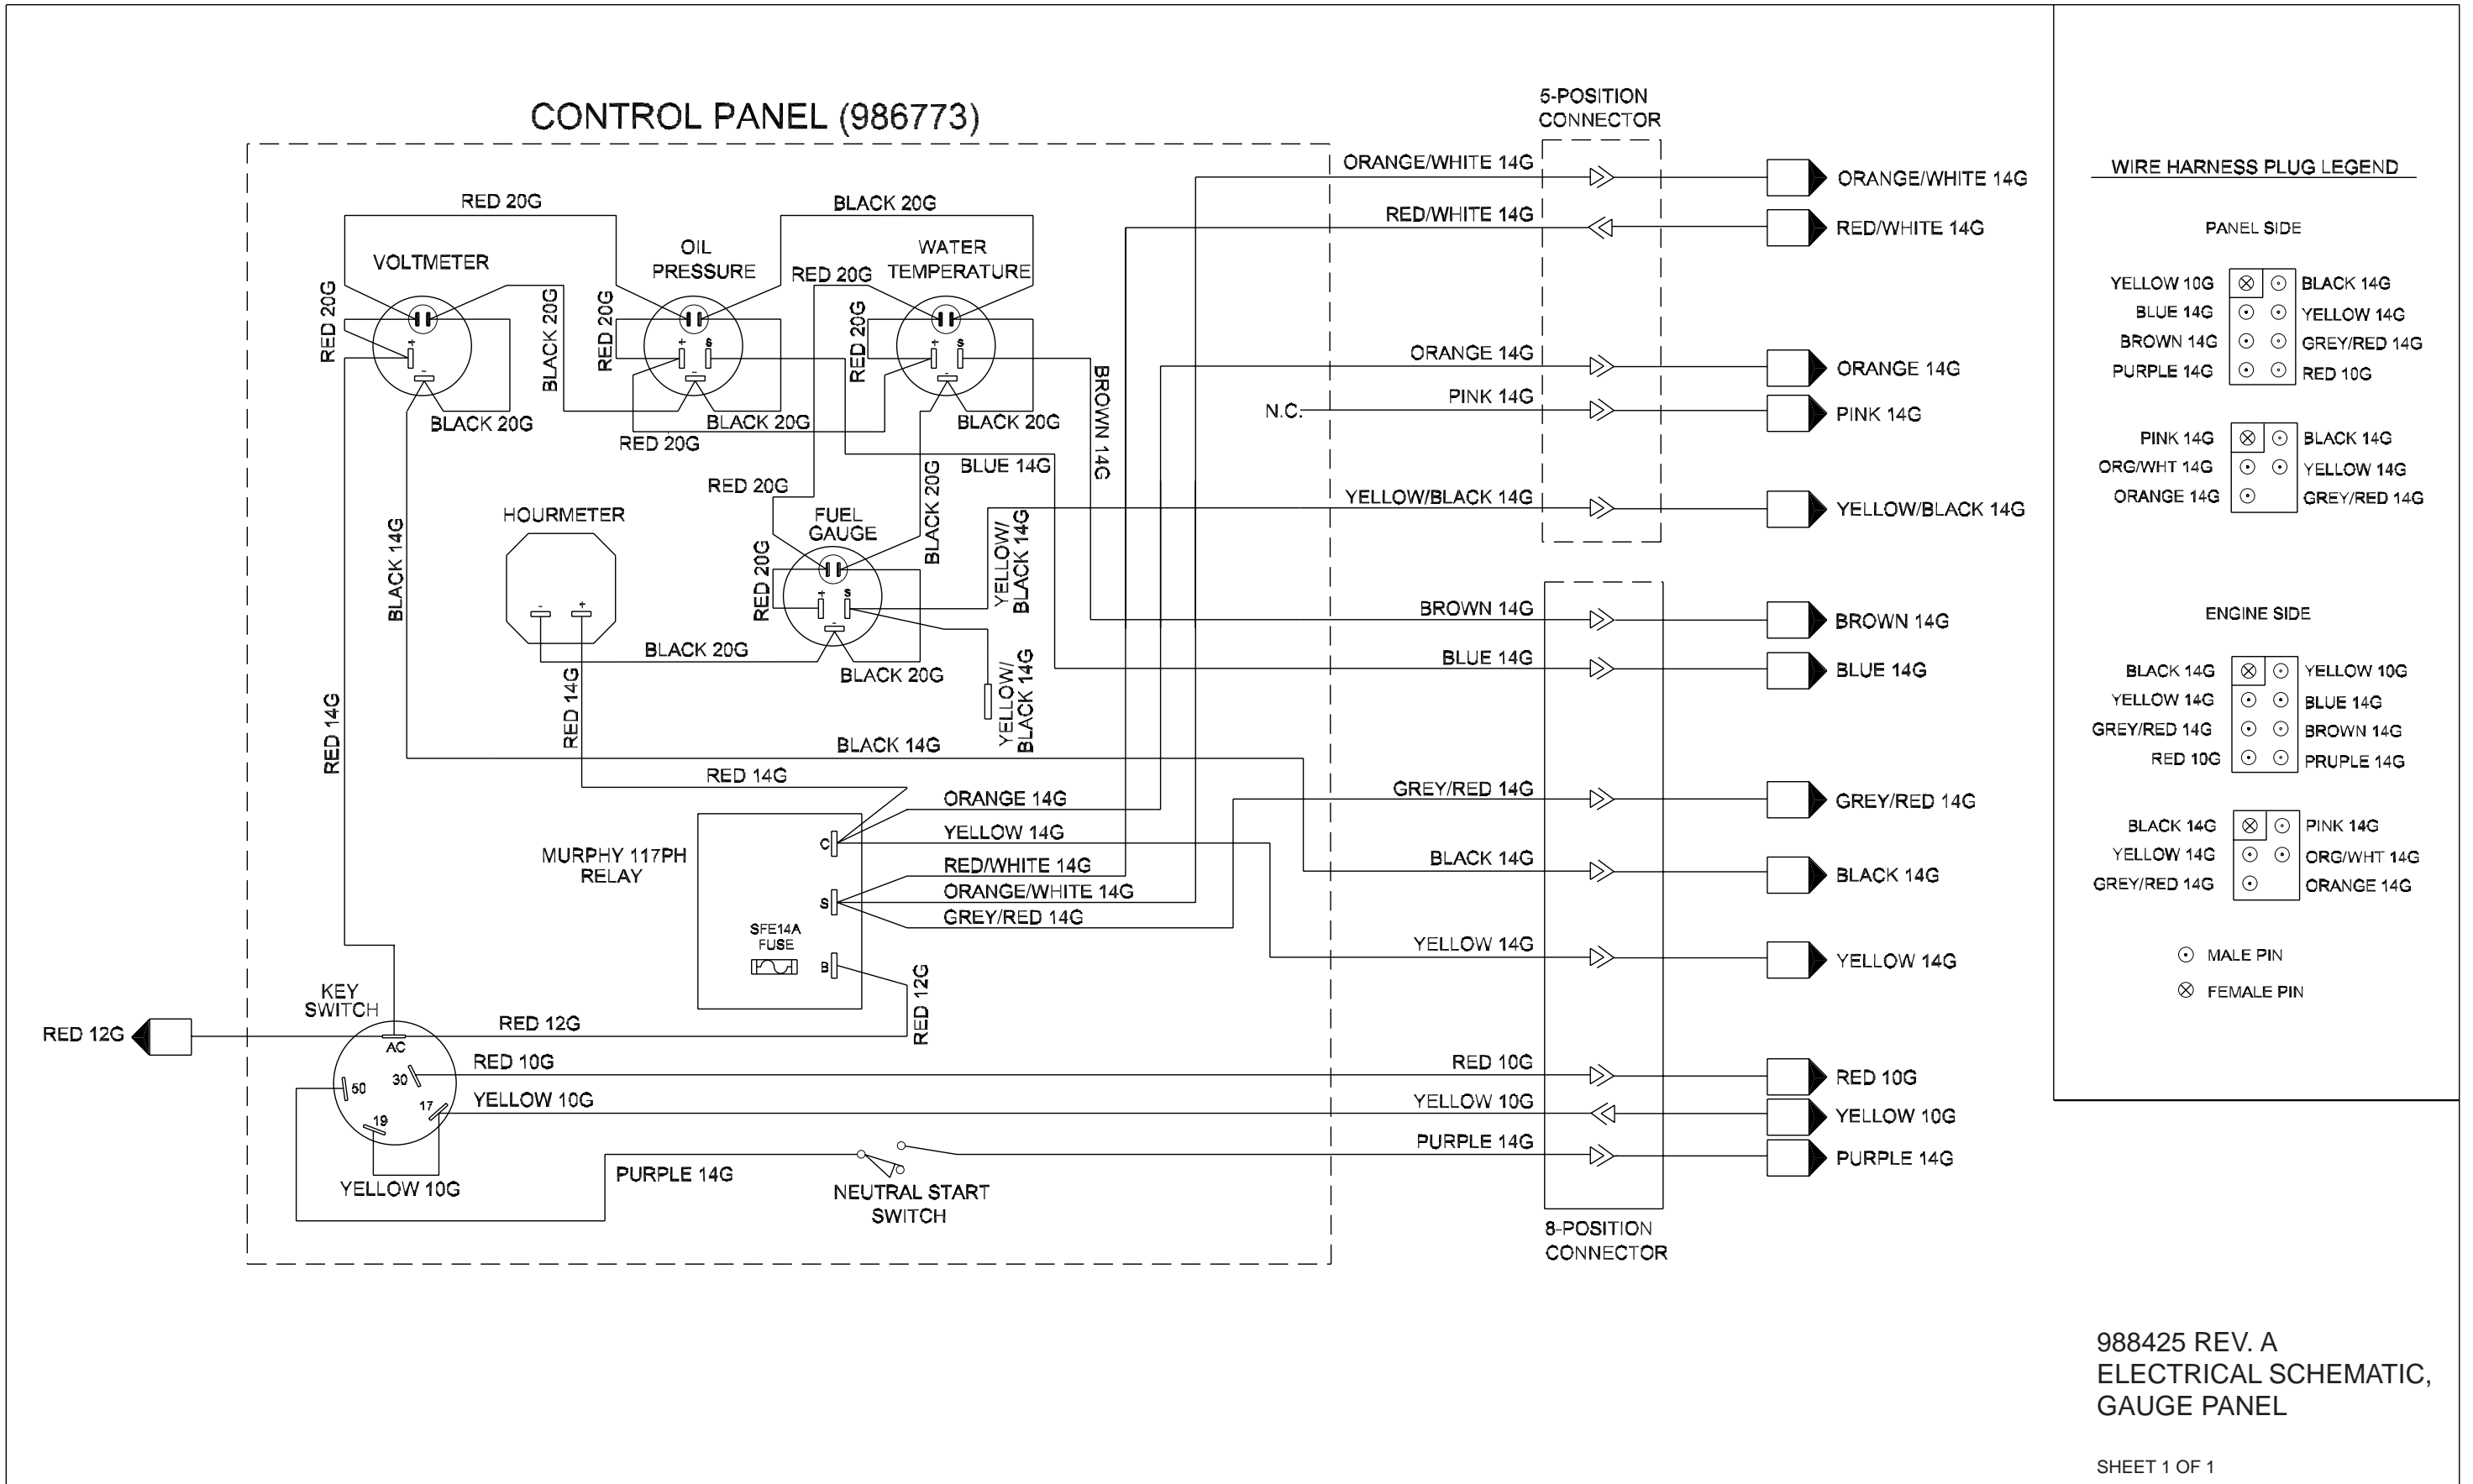 CONTROL PANEL (986773)
5-POSITION
CONNECTOR
ORANGE/WHITE 14G
ORANGE/WHITE 14G
RED/WHITE 14G
RED/WHITE 14G
RED 20G
BLACK 20G
VOLTMETER
OIL
PRESSURE
WATER
TEMPERATURE
RED 20G
RED 20G
BLACK 20G
RED 20G
RED 20G
+
-
+
S
-
+
S
-
BLACK 20G
BLACK 20G
BLACK 20G
RED 20G
BROWN 14G
ORANGE 14G
ORANGE 14G
N.C.
PINK 14G
PINK 14G
BLUE 14G
RED 20G
BLACK 20G
YELLOW/BLACK 14G
YELLOW/BLACK 14G
HOURMETER
-
+
FUEL
GAUGE
BLACK 14G
RED 20G
+
S
-
YELLOW/
BLACK 14G
BROWN 14G
BROWN 14G
BLACK 20G
BLACK 20G
YELLOW/
BLACK 14G
BLUE 14G
BLUE 14G
RED 14G
RED 14G
BLACK 14G
RED 14G
ORANGE 14G
GREY/RED 14G
GREY/RED 14G
YELLOW 14G
MURPHY 117PH
RELAY
C
S
B
RED/WHITE 14G
ORANGE/WHITE 14G
GREY/RED 14G
BLACK 14G
BLACK 14G
SFE14A
FUSE
YELLOW 14G
YELLOW 14G
RED 12G
KEY
SWITCH
RED 12G
RED 12G
AC
30
50
17
19
RED 10G
RED 10G
RED 10G
YELLOW 10G
YELLOW 10G
YELLOW 10G
YELLOW 10G
PURPLE 14G
PURPLE 14G
PURPLE 14G
NEUTRAL START
SWITCH
8-POSITION
CONNECTOR
WIRE HARNESS PLUG LEGEND
PANEL SIDE
YELLOW 10G BLACK 14G
BLUE 14G YELLOW 14G
BROWN 14G GREY/RED 14G
PURPLE 14G RED 10G
PINK 14G BLACK 14G
ORG/WHT 14G YELLOW 14G
ORANGE 14G GREY/RED 14G
ENGINE SIDE
BLACK 14G YELLOW 10G
YELLOW 14G BLUE 14G
GREY/RED 14G BROWN 14G
RED 10G PRUPLE 14G
BLACK 14G PINK 14G
YELLOW 14G ORG/WHT 14G
GREY/RED 14G ORANGE 14G
MALE PIN
FEMALE PIN
988425 REV. A
ELECTRICAL SCHEMATIC,
GAUGE PANEL
SHEET 1 OF 1